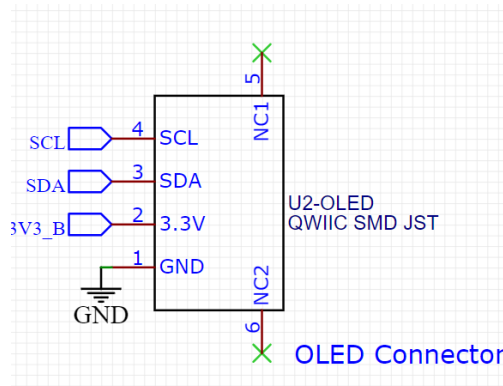 5
NC1
SCL 4 SCL
SDA 3 SDA
3V3_B 2 3.3V
1 GND
GND
U2-OLED
QWIIC SMD JST
NC2
6
OLED Connector